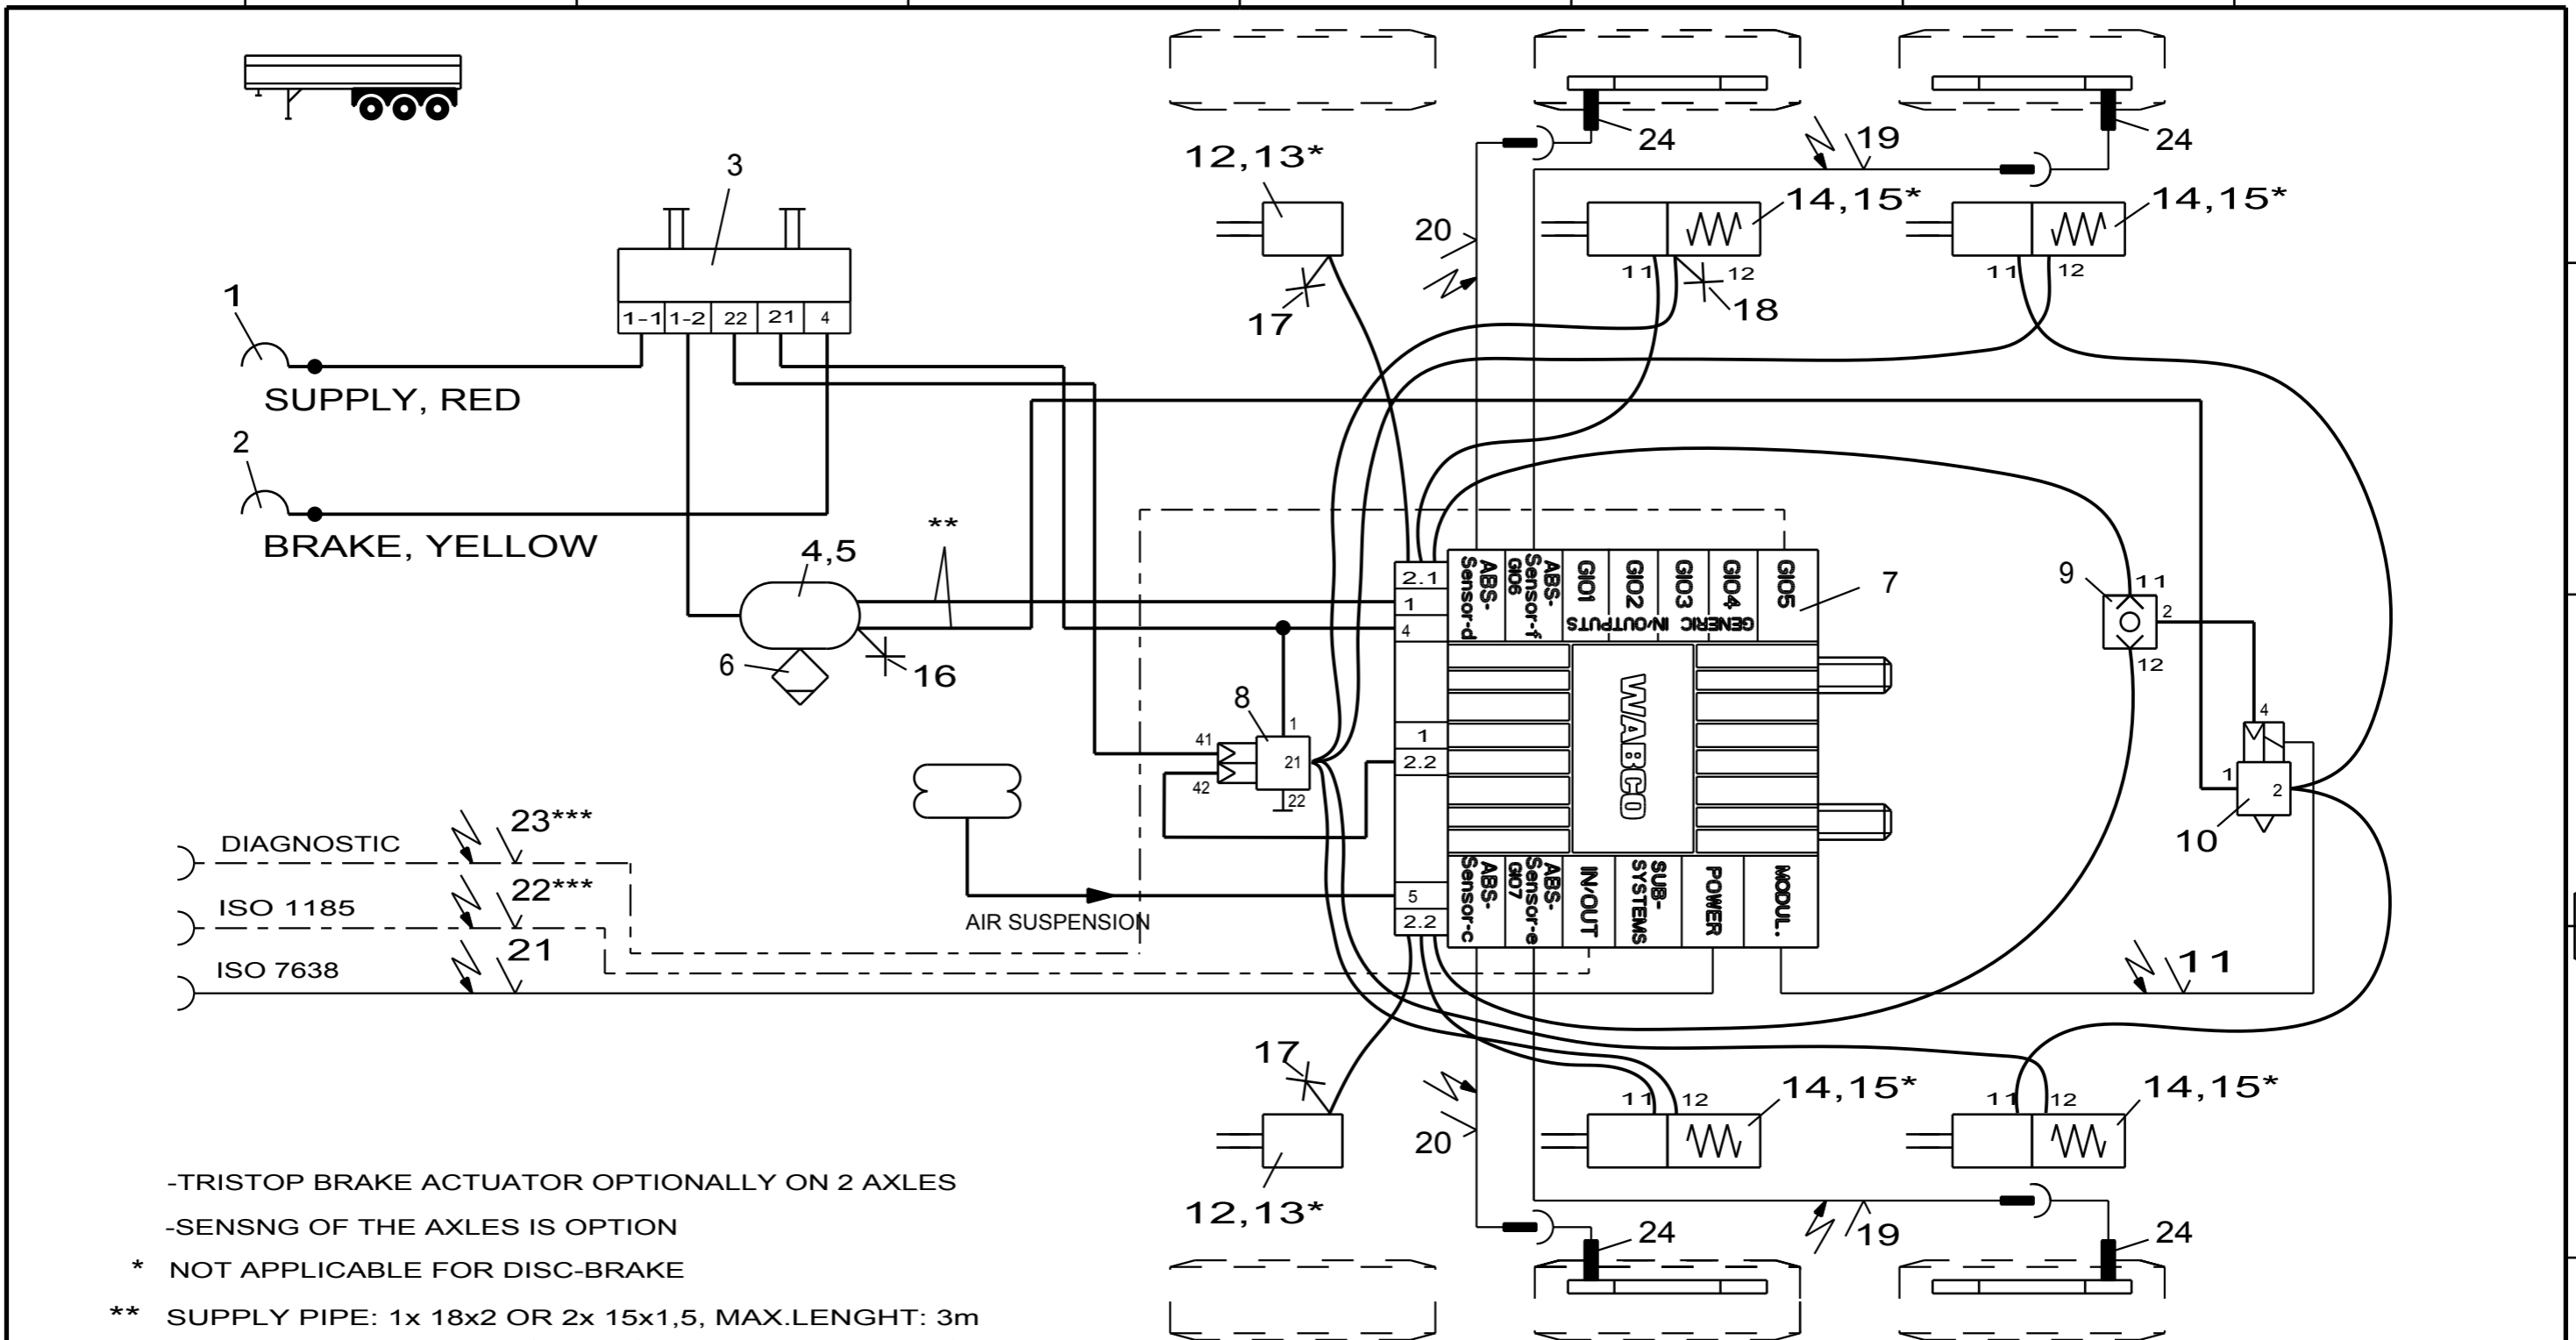 3
1
1-1 1-2 22 21 4
SUPPLY, RED
2
BRAKE, YELLOW
**
4,5
6
16
12,13*
17
20
24
19
24
14,15*
14,15*
11
12
18
11
12
2.1
1
4
1
2.2
5
2.2
ABS-
Sensor-d
ABS-
Sensor-f
GIO6
GIO1
GIO2
GIO3
GIO4
GIO5
GENERIC IN/OUTPUTS
7
WABCO
ABS-
Sensor-c
ABS-
Sensor-e
GIO7
IN/OUT
SUB-
SYSTEMS
POWER
MODUL.
8
1
41
21
42
22
9
11
2
12
4
1
2
10
11
DIAGNOSTIC
23***
ISO 1185
22***
ISO 7638
21
AIR SUSPENSION
17
12,13*
20
11
12
14,15*
11
12
14,15*
24
19
24
-TRISTOP BRAKE ACTUATOR OPTIONALLY ON 2 AXLES
-SENSNG OF THE AXLES IS OPTION
* NOT APPLICABLE FOR DISC-BRAKE
** SUPPLY PIPE: 1x 18x2 OR 2x 15x1,5, MAX.LENGHT: 3m